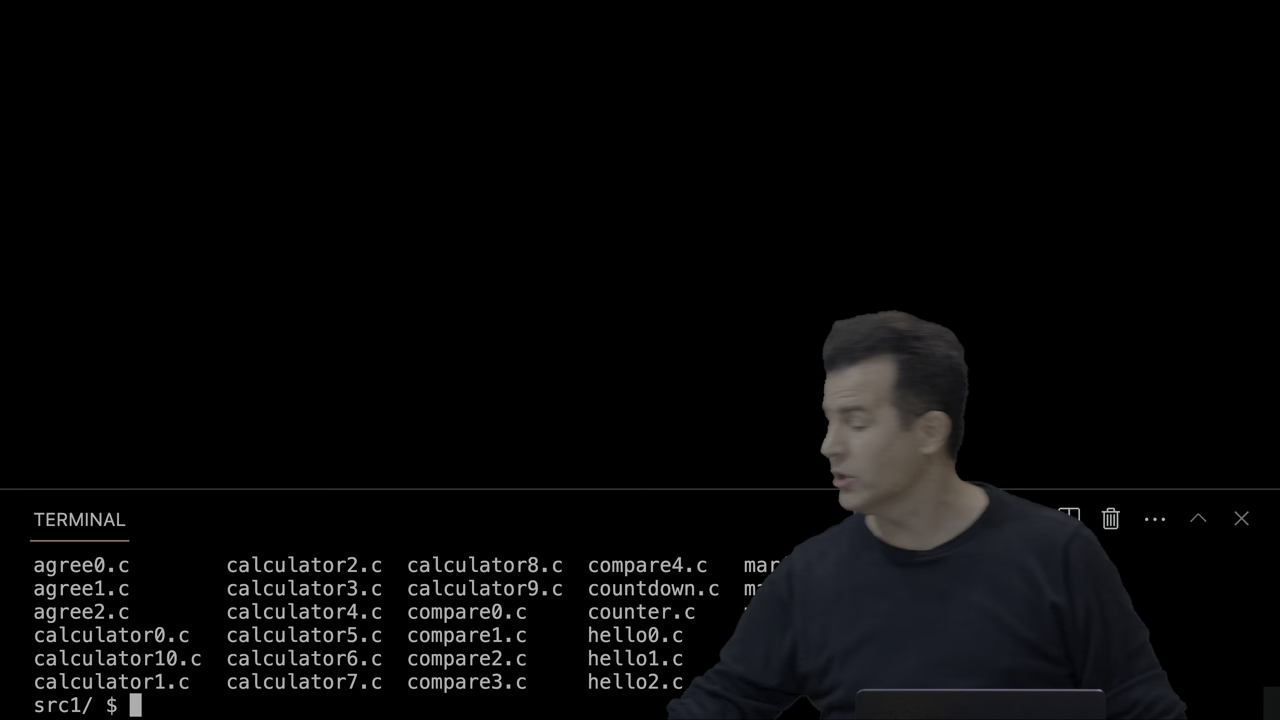 TERMINAL
agree0.c calculator2.c calculator8.c compare4.c
agree1.c calculator3.c calculator9.c countdown.c
agree2.c calculator4.c compare0.c counter.c
calculator0.c calculator5.c compare1.c hello0.c
calculator10.c calculator6.c compare2.c hello1.c
calculator1.c calculator7.c compare3.c hello2.c
src1/ $